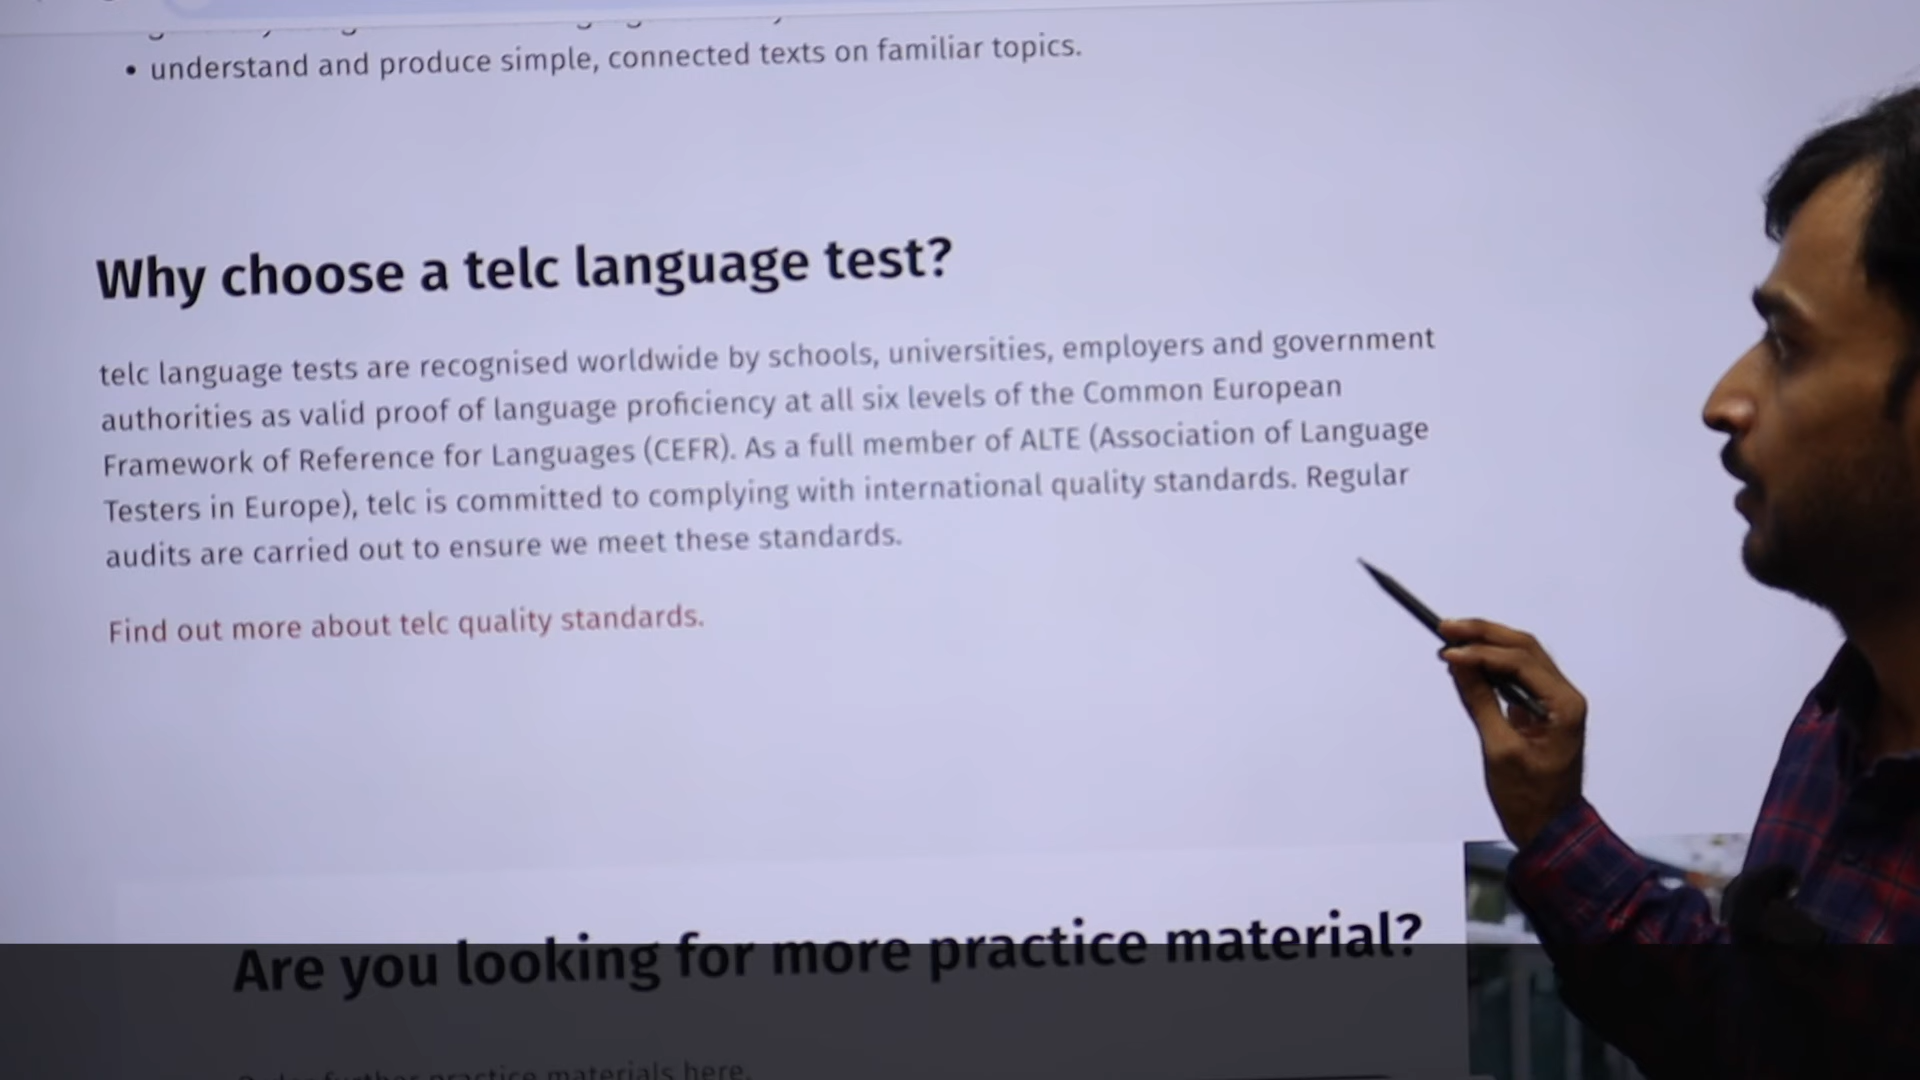 • understand and produce simple, connected texts on familiar topics.
Why choose a telc language test?
telc language tests are recognised worldwide by schools, universities, employers and government
authorities as valid proof of language proficiency at all six levels of the Common European
Framework of Reference for Languages (CEFR). As a full member of ALTE (Association of Language
Testers in Europe), telc is committed to complying with international quality standards. Regular
audits are carried out to ensure we meet these standards.
Find out more about telc quality standards.
Are you looking for more practice material?
further practice materials here.